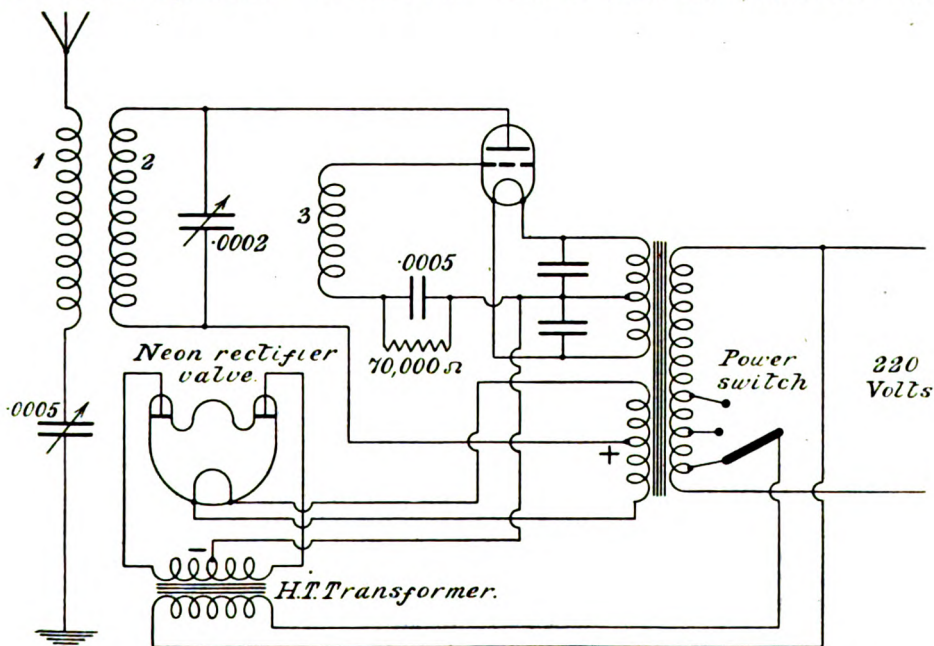 1
2
3
·0002
·0005
70,000 Ω
Neon rectifier
valve.
·0005
Power
switch
220
Volts
+
−
H.T. Transformer.